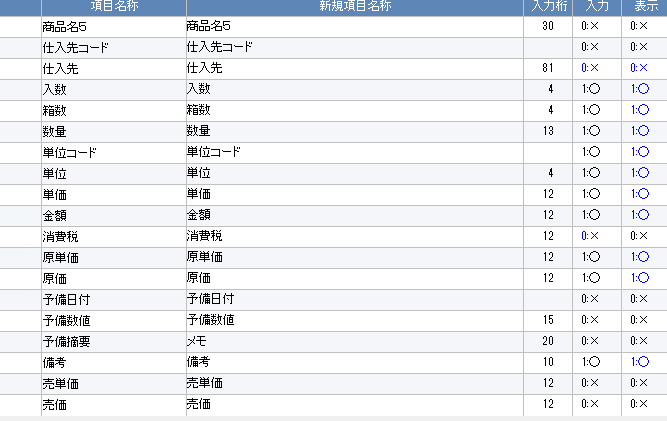 項目名称 新規項目名称 入力桁 入力 表示
商品名5 商品名5 30 0:× 0:×
仕入先コード 仕入先コード 0:× 0:×
仕入先 仕入先 81 0:× 0:×
入数 入数 4 1:○ 1:○
箱数 箱数 4 1:○ 1:○
数量 数量 13 1:○ 1:○
単位コード 単位コード 1:○ 1:○
単位 単位 4 1:○ 1:○
単価 単価 12 1:○ 1:○
金額 金額 12 1:○ 1:○
消費税 消費税 12 0:× 0:×
原単価 原単価 12 1:○ 1:○
原価 原価 12 1:○ 1:○
予備日付 予備日付 0:× 0:×
予備数値 予備数値 15 0:× 0:×
予備摘要 メモ 20 0:× 0:×
備考 備考 10 1:○ 1:○
売単価 売単価 12 0:× 0:×
売価 売価 12 0:× 0:×